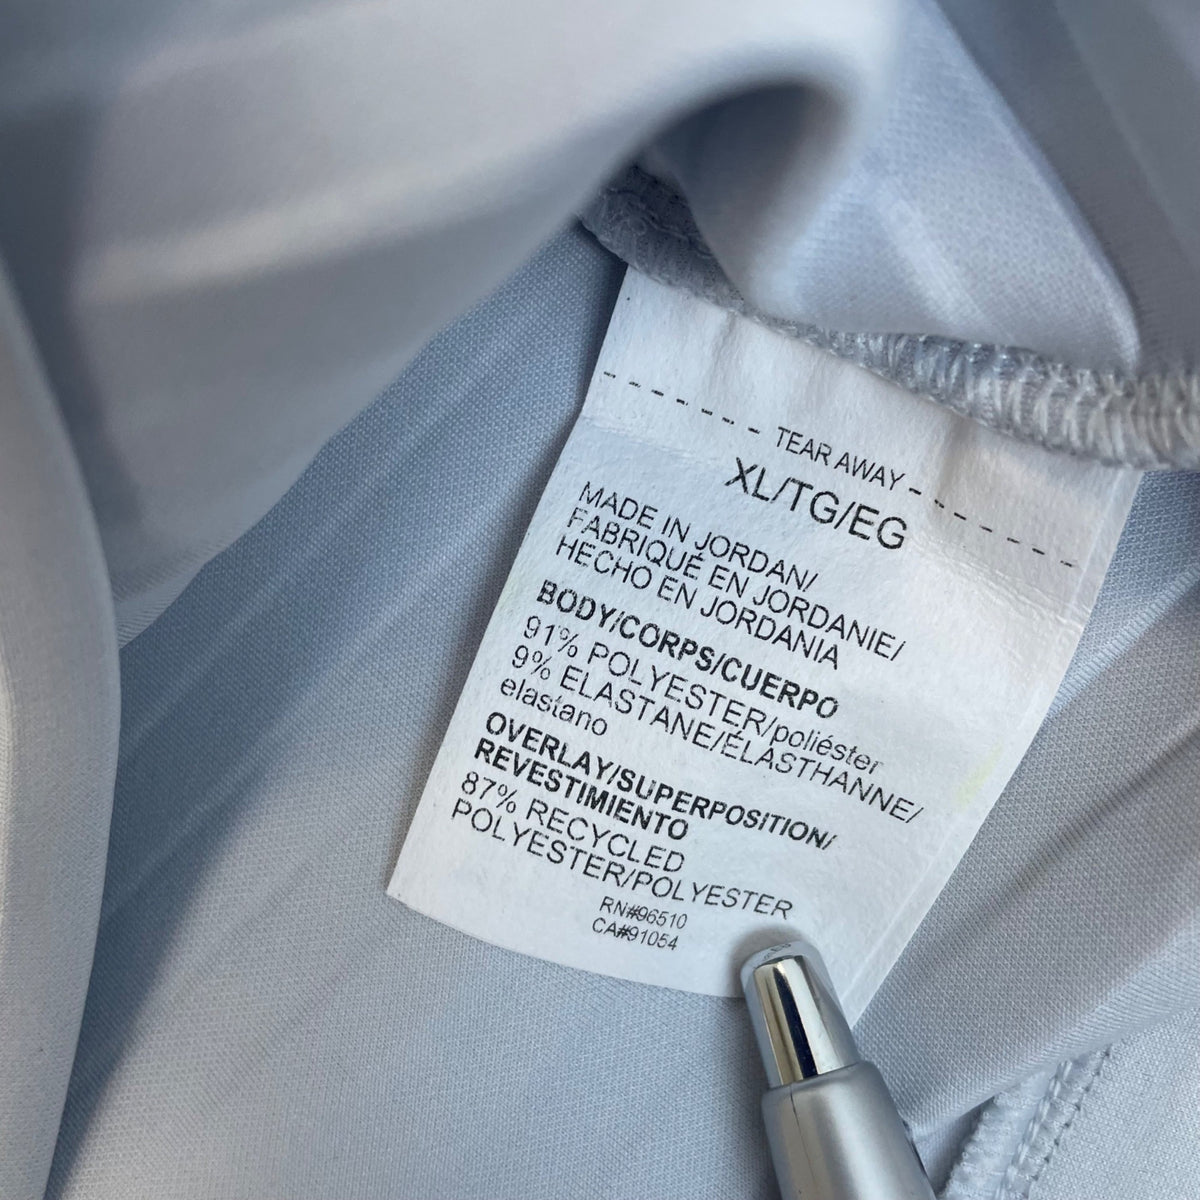 TEAR AWAY
XL/TG/EG
MADE IN JORDAN/
FABRIQUÉ EN JORDANIE/
HECHO EN JORDANIA
BODY/CORPS/CUERPO
91% POLYESTER/poliéster
9% ELASTANE/ÉLASTHANNE/
elastano
OVERLAY/SUPERPOSITION/
REVESTIMIENTO
87% RECYCLED
POLYESTER/POLYESTER
RN#96510
CA#91054